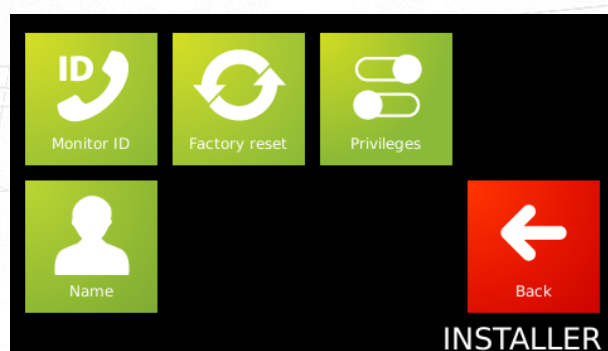 ID
Monitor ID
Factory reset
Privileges
Name
Back
INSTALLER